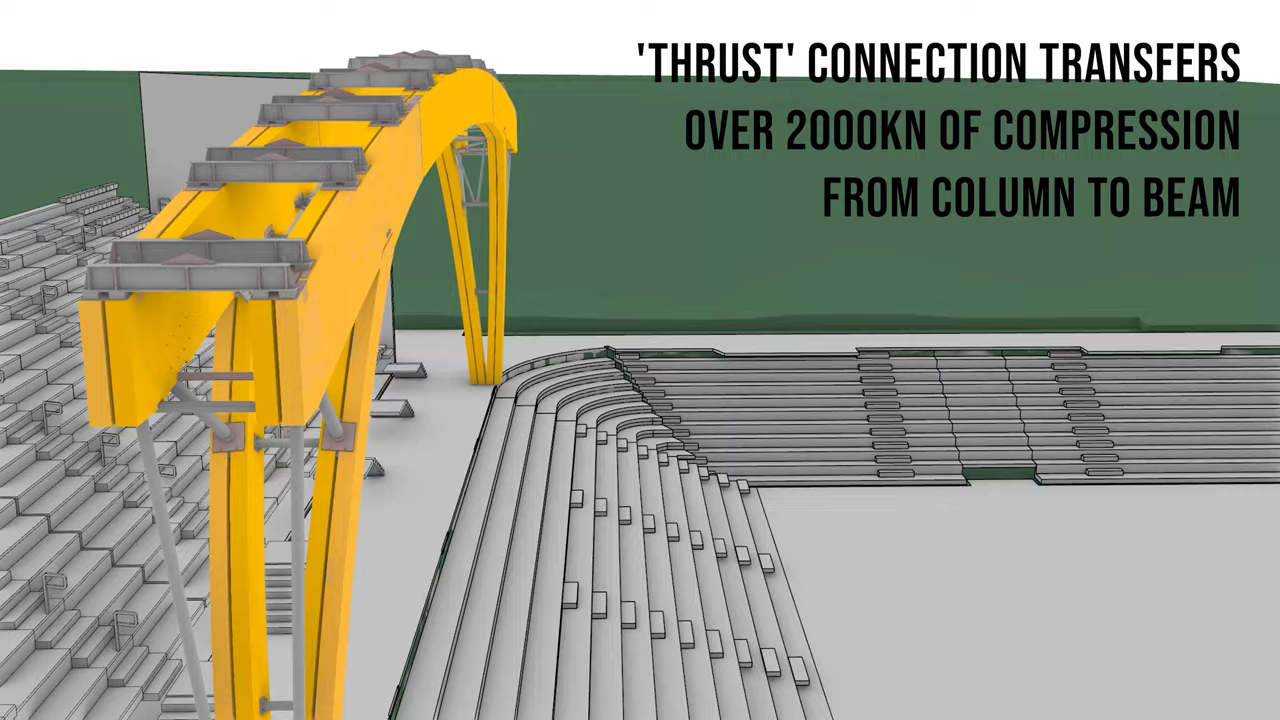 'THRUST' CONNECTION TRANSFERS
OVER 2000KN OF COMPRESSION
FROM COLUMN TO BEAM